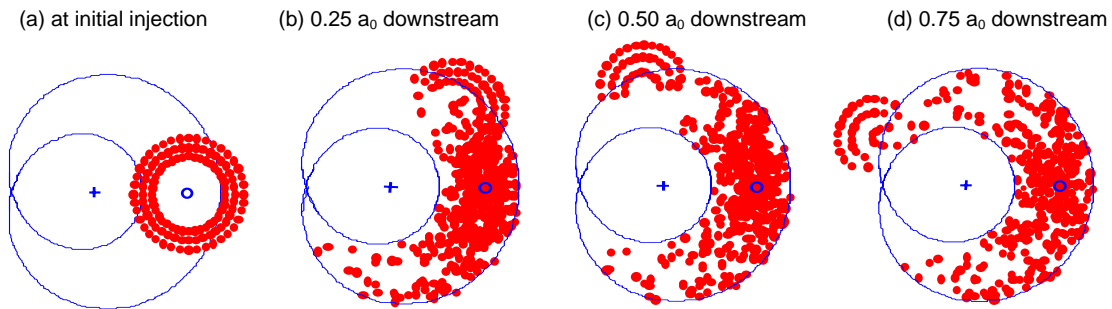 (a) at initial injection
(b) 0.25 a₀ downstream
(c) 0.50 a₀ downstream
(d) 0.75 a₀ downstream